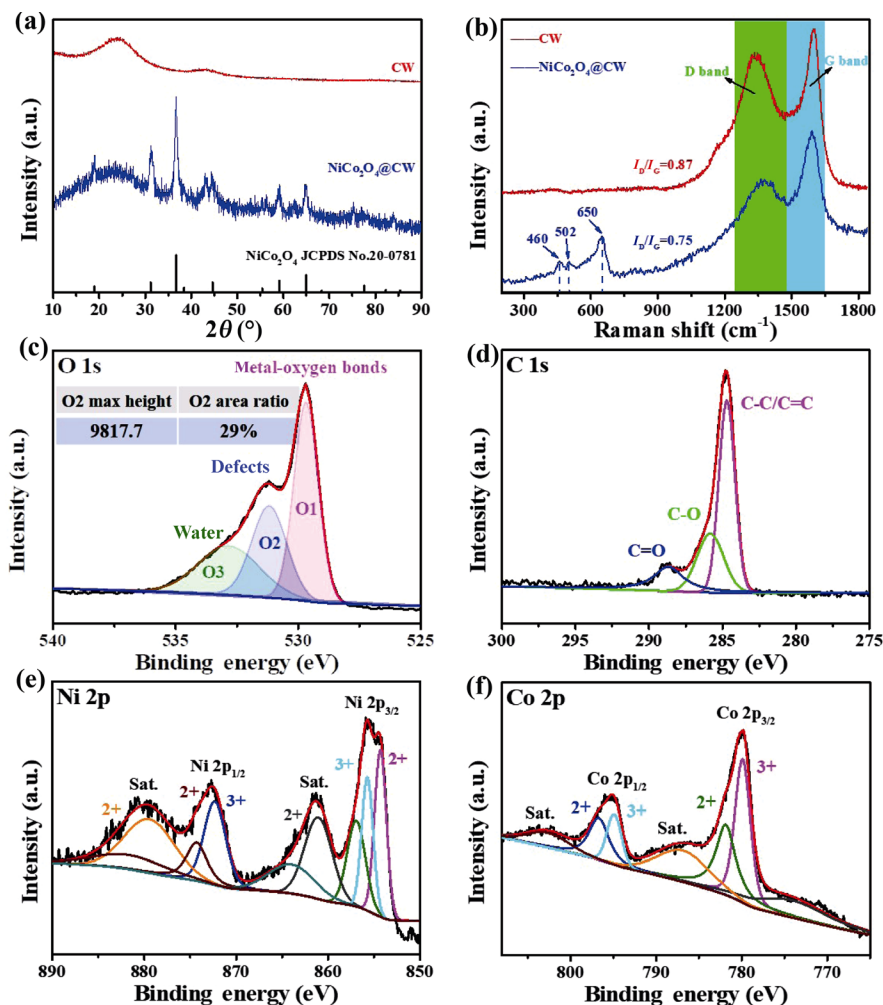 (a)
CW
NiCo₂O₄@CW
NiCo₂O₄ JCPDS No.20-0781
Intensity (a.u.)
10 20 30 40 50 60 70 80 90
2θ (°)
(b)
CW
NiCo₂O₄@CW
D band
G band
I_D/I_G=0.87
I_D/I_G=0.75
460 502 650
Intensity (a.u.)
300 600 900 1200 1500 1800
Raman shift (cm⁻¹)
(c)
O 1s
Metal-oxygen bonds
O2 max height O2 area ratio
9817.7 29%
Defects
Water
O1
O2
O3
Intensity (a.u.)
540 535 530 525
Binding energy (eV)
(d)
C 1s
C-C/C=C
C-O
C=O
Intensity (a.u.)
300 295 290 285 280 275
Binding energy (eV)
(e)
Ni 2p
Ni 2p₃/₂
3+ 2+
Ni 2p₁/₂
Sat.
Sat.
2+
2+
3+
2+
Intensity (a.u.)
890 880 870 860 850
Binding energy (eV)
(f)
Co 2p
Co 2p₃/₂
3+
Co 2p₁/₂
2+
2+
3+
Sat.
Sat.
Intensity (a.u.)
800 790 780 770
Binding energy (eV)